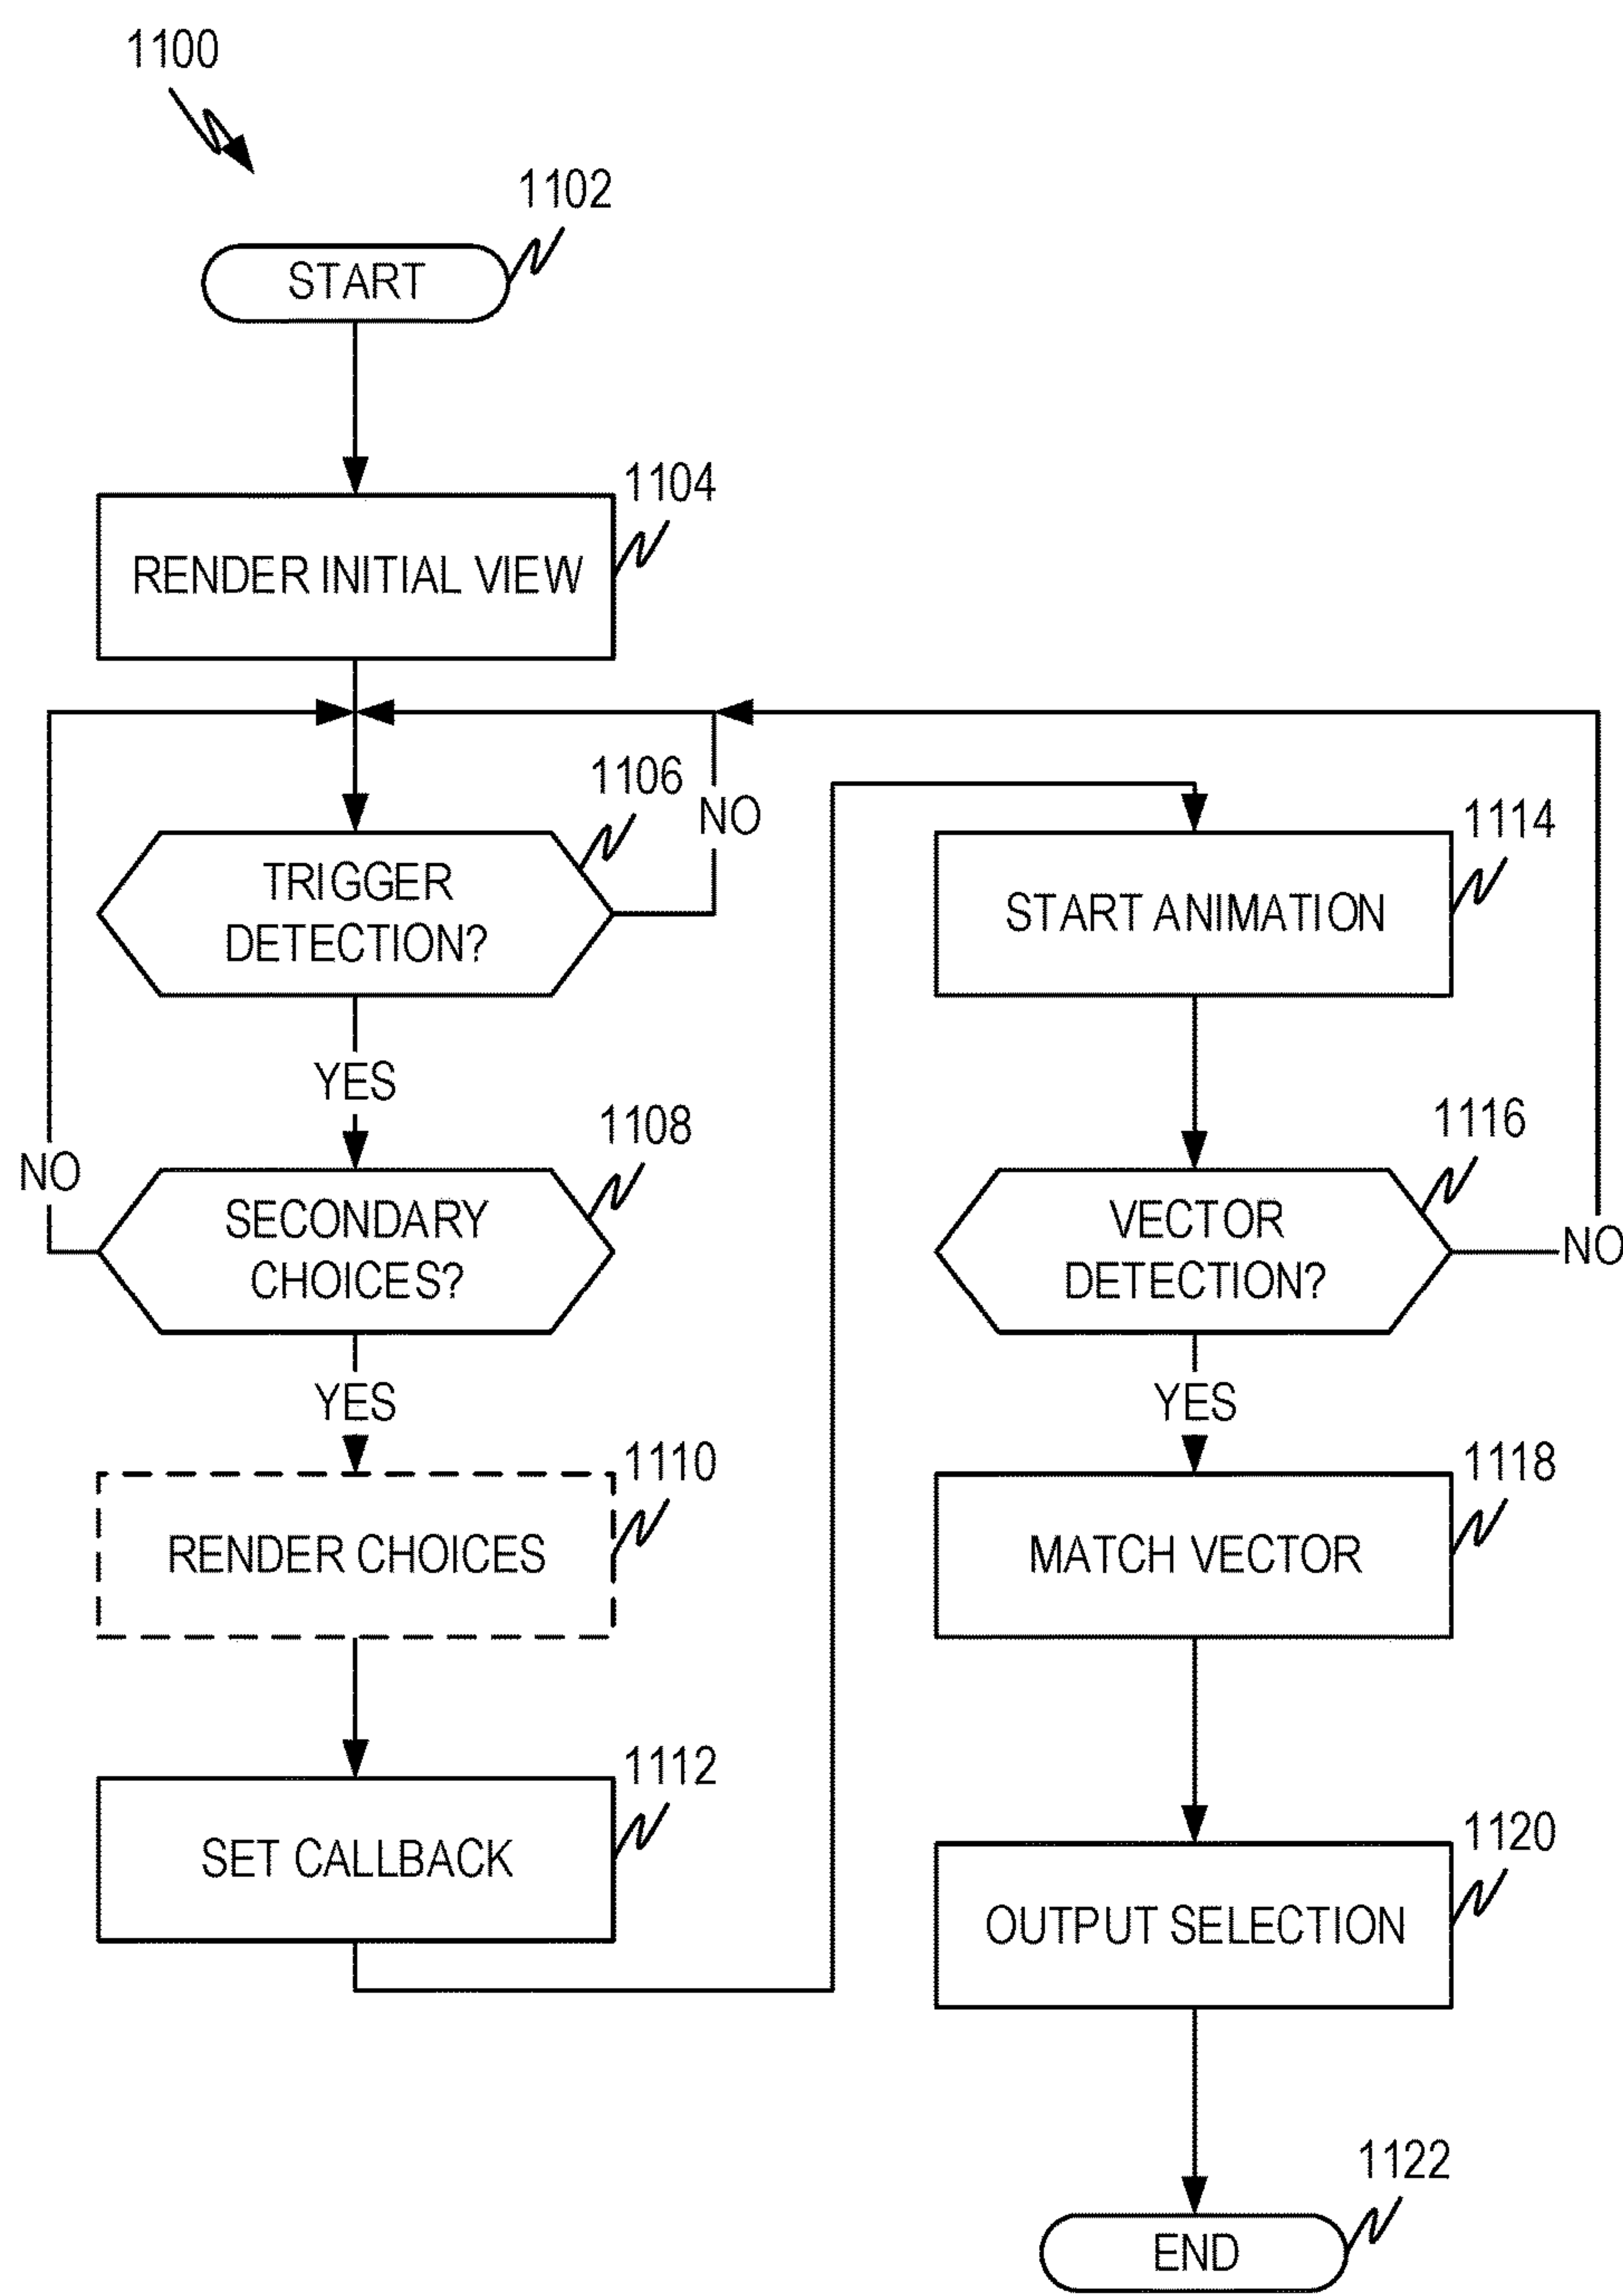 1100
1102
START
1104
RENDER INITIAL VIEW
1106
NO
TRIGGER
DETECTION?
YES
1108
NO
SECONDARY
CHOICES?
YES
1110
RENDER CHOICES
1112
SET CALLBACK
1114
START ANIMATION
1116
VECTOR
DETECTION?
NO
YES
1118
MATCH VECTOR
1120
OUTPUT SELECTION
1122
END